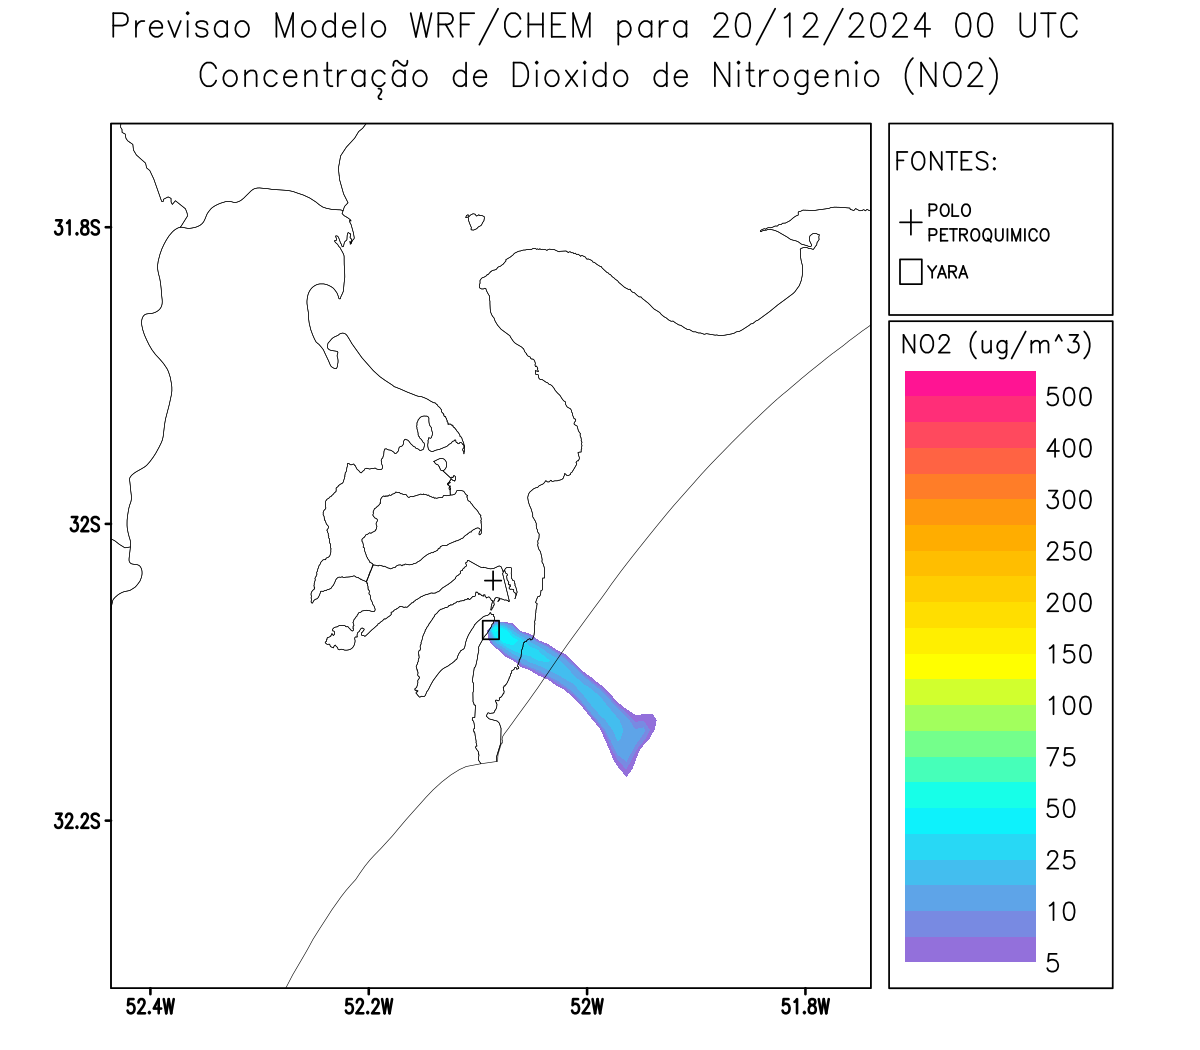 Previsao Modelo WRF/CHEM para 20/12/2024 00 UTC
Concentração de Dioxido de Nitrogenio (NO2)
FONTES:
POLO
PETROQUIMICO
YARA
NO2 (ug/m^3)
500
400
300
250
200
150
100
75
50
25
10
5
31.8S
32S
32.2S
52.4W
52.2W
52W
51.8W